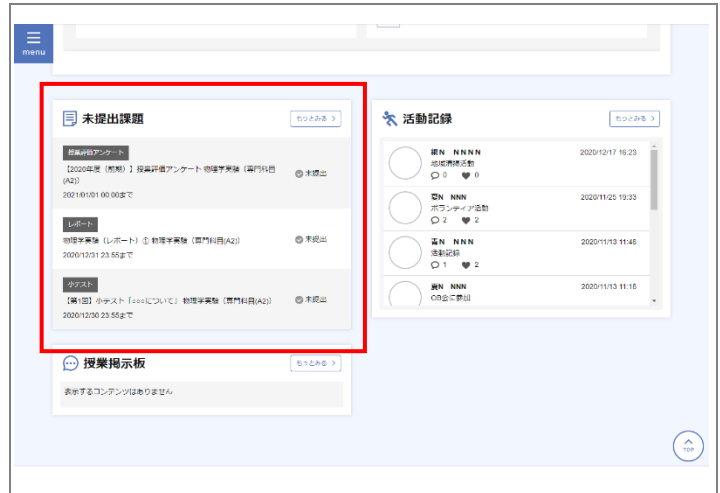 menu
未提出課題
もっとみる >
授業評価アンケート
【2020年度（前期）】授業評価アンケート 物理学実験（専門科目
(A2)）
未提出
2021/01/01 00:00まで
レポート
物理学実験（レポート）① 物理学実験（専門科目(A2)）
未提出
2020/12/31 23:55まで
小テスト
【第1回】小テスト「○○○について」 物理学実験（専門科目(A2)）
未提出
2020/12/30 23:55まで
授業掲示板
もっとみる >
表示するコンテンツはありません
活動記録
もっとみる >
N NNNN
2020/12/17 16:23
地域清掃活動
0 0
N NNN
2020/11/25 19:33
ボランティア活動
2 2
N NNN
2020/11/13 11:46
活動記録
1 2
N NNN
2020/11/13 11:16
OB会に参加
TOP